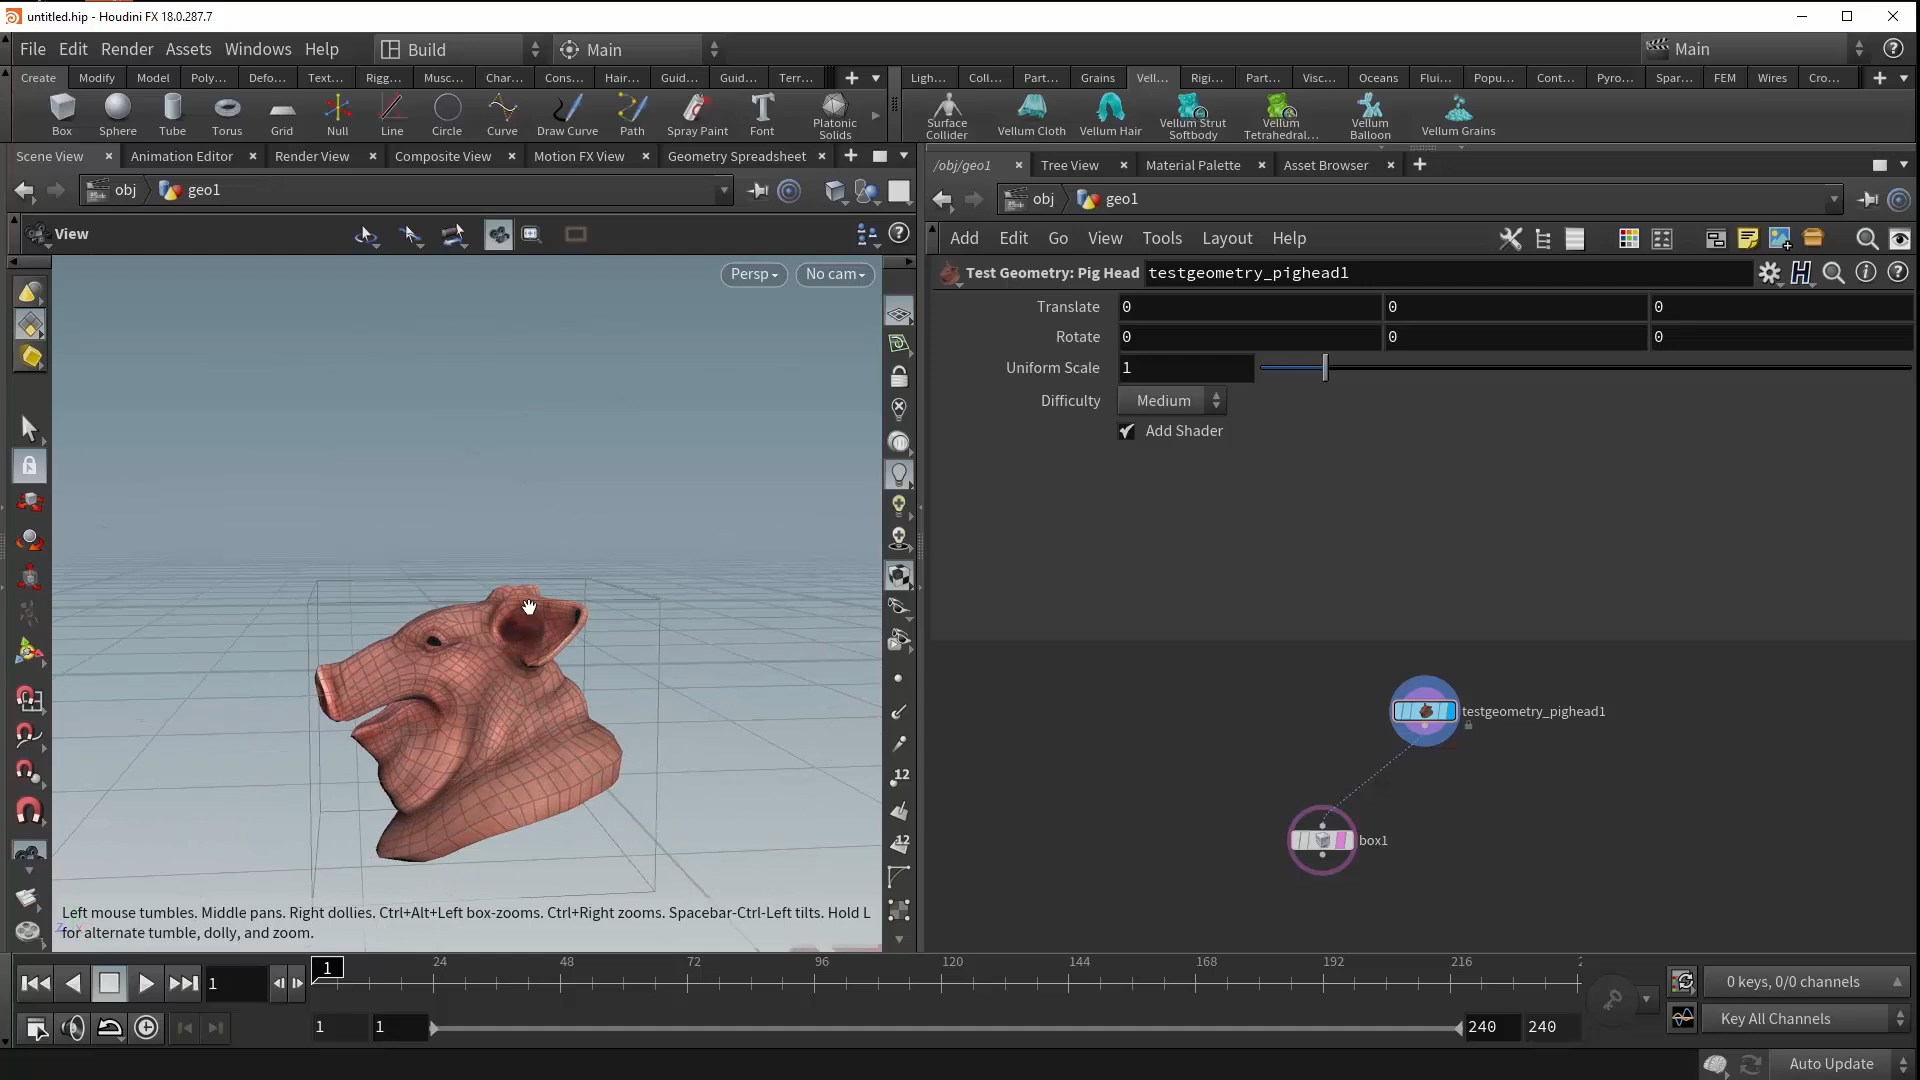 untitled.hip - Houdini FX 18.0.287.7
File Edit Render Assets Windows Help Build Main Main
Create Modify Model Poly... Defo... Text... Rigg... Musc... Char... Cons... Hair... Guid... Guid... Terr...
Ligh... Coll... Part... Grains Vell... Rigi... Part... Visc... Oceans Flui... Popu... Cont... Pyro... Spar... FEM Wires Cro...
Box Sphere Tube Torus Grid Null Line Circle Curve Draw Curve Path Spray Paint Font Platonic Solids
Surface Collider Vellum Cloth Vellum Hair Vellum Strut Softbody Vellum Tetrahedral... Vellum Balloon Vellum Grains
Scene View Animation Editor Render View Composite View Motion FX View Geometry Spreadsheet
/obj/geo1 Tree View Material Palette Asset Browser
obj geo1
obj geo1
View
Add Edit Go View Tools Layout Help
Persp No cam
Test Geometry: Pig Head testgeometry_pighead1
Translate 0 0 0
Rotate 0 0 0
Uniform Scale 1
Difficulty Medium
Add Shader
testgeometry_pighead1
box1
12
12
Left mouse tumbles. Middle pans. Right dollies. Ctrl+Alt+Left box-zooms. Ctrl+Right zooms. Spacebar-Ctrl-Left tilts. Hold L
for alternate tumble, dolly, and zoom.
1 1 24 48 72 96 120 144 168 192 216
0 keys, 0/0 channels
1 1 240 240
Key All Channels
Auto Update